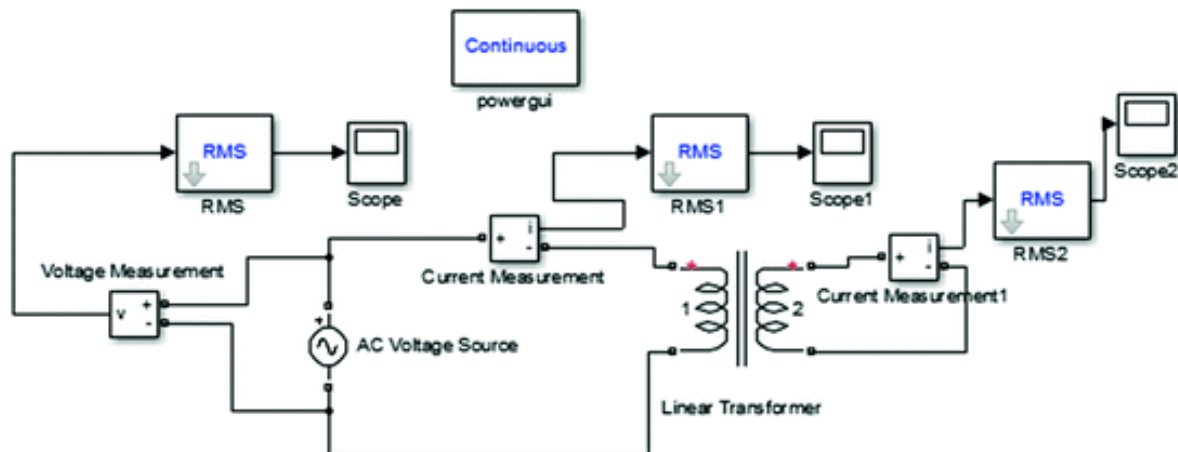 Continuous
powergui
RMS
RMS
Scope
RMS
RMS1
Scope1
RMS
RMS2
Scope2
Voltage Measurement
v
+
-
+
i
-
Current Measurement
+
AC Voltage Source
1
2
Linear Transformer
+
i
-
Current Measurement1